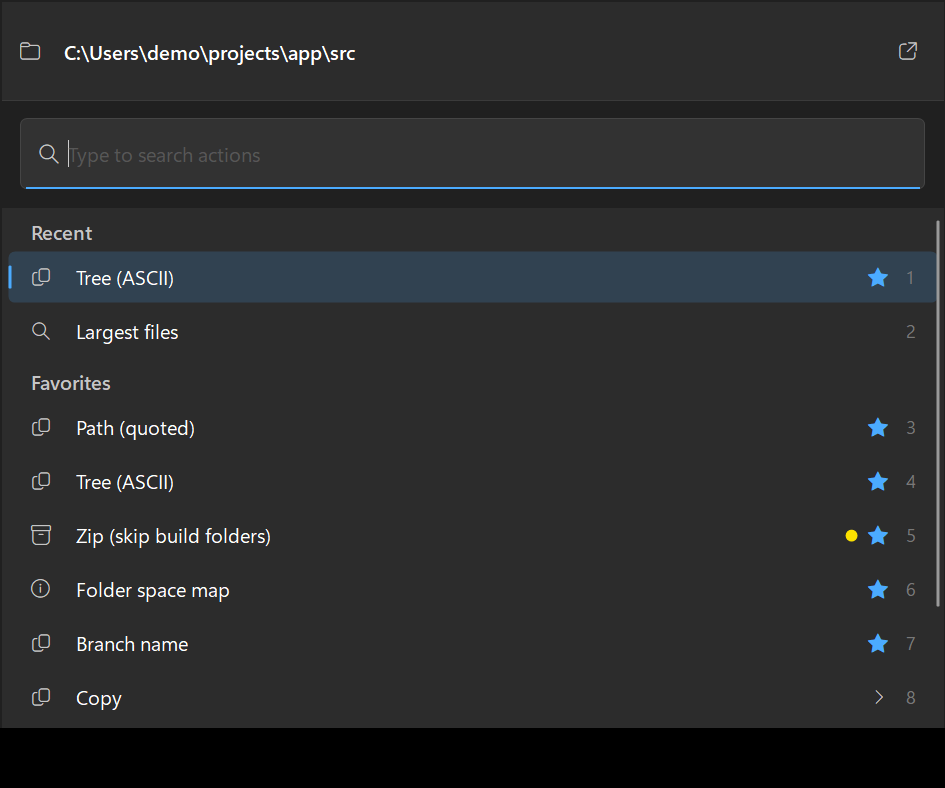 C:\Users\demo\projects\app\src
Type to search actions
Recent
Tree (ASCII) 1
Largest files 2
Favorites
Path (quoted) 3
Tree (ASCII) 4
Zip (skip build folders) 5
Folder space map 6
Branch name 7
Copy 8